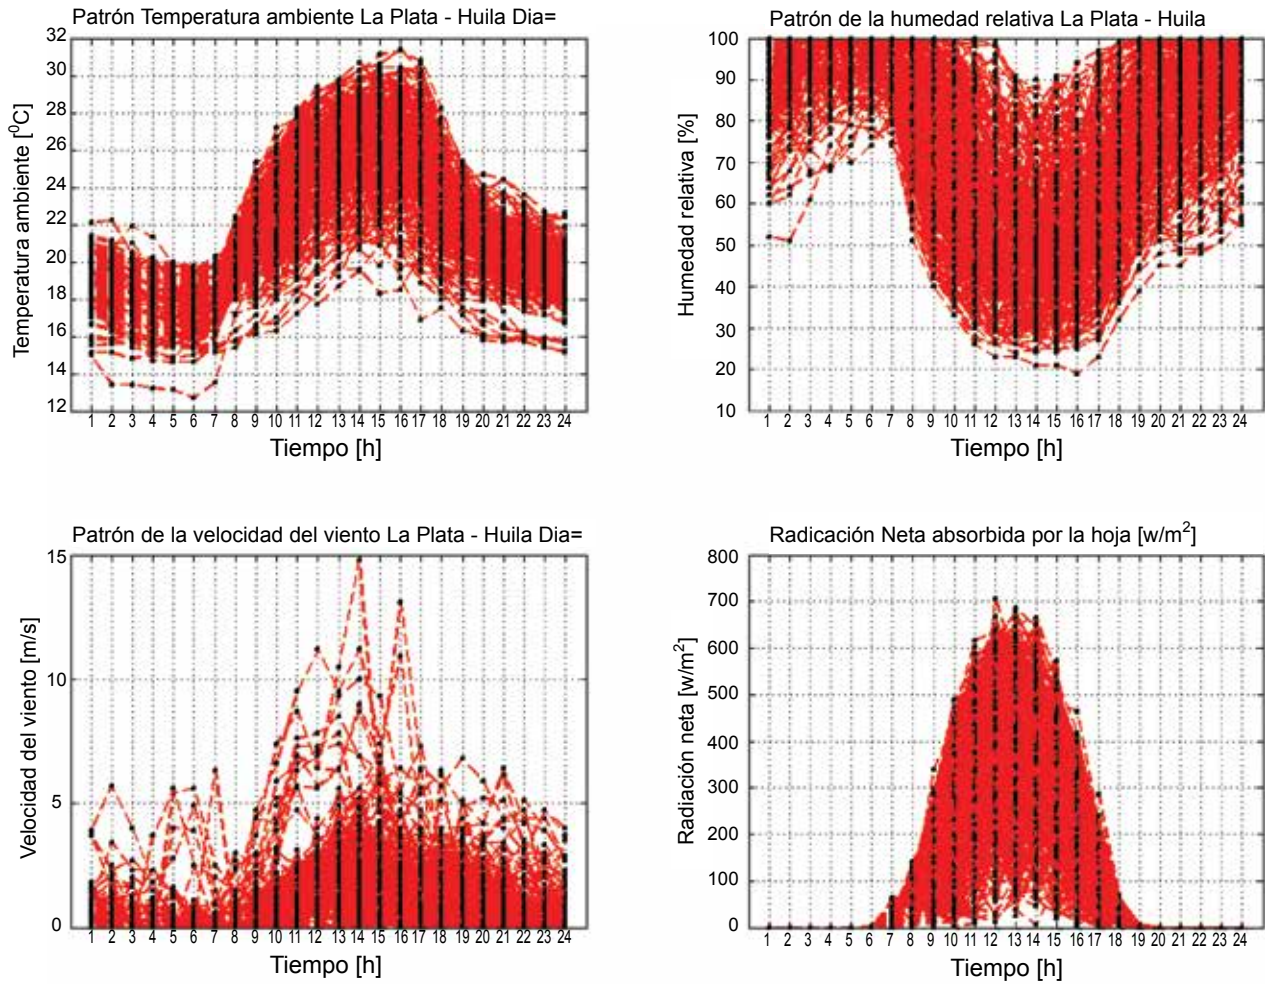 Patrón Temperatura ambiente La Plata - Huila Dia=
Temperatura ambiente [⁰C]
32
30
28
26
24
22
20
18
16
14
12
1 2 3 4 5 6 7 8 9 10 11 12 13 14 15 16 17 18 19 20 21 22 23 24
Tiempo [h]
Patrón de la humedad relativa La Plata - Huila
Humedad relativa [%]
100
90
80
70
60
50
40
30
20
10
1 2 3 4 5 6 7 8 9 10 11 12 13 14 15 16 17 18 19 20 21 22 23 24
Tiempo [h]
Patrón de la velocidad del viento La Plata - Huila Dia=
Velocidad del viento [m/s]
15
10
5
0
1 2 3 4 5 6 7 8 9 10 11 12 13 14 15 16 17 18 19 20 21 22 23 24
Tiempo [h]
Radicación Neta absorbida por la hoja [w/m²]
Radiación neta [w/m²]
800
700
600
500
400
300
200
100
0
1 2 3 4 5 6 7 8 9 10 11 12 13 14 15 16 17 18 19 20 21 22 23 24
Tiempo [h]